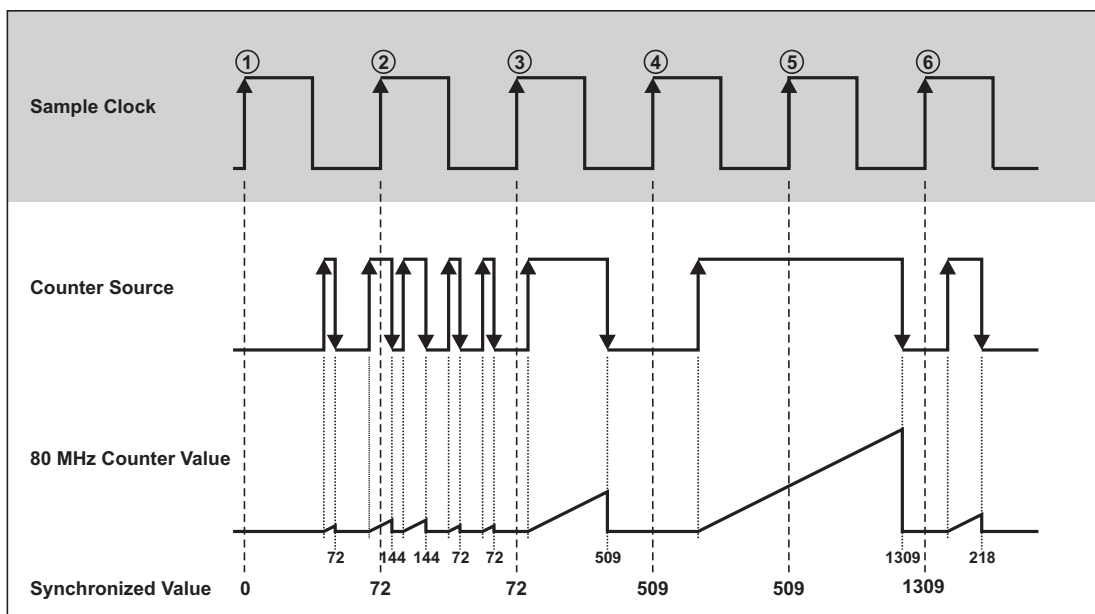 ① ② ③ ④ ⑤ ⑥
Sample Clock
Counter Source
80 MHz Counter Value
72 144 144 72 72 509 1309 218
Synchronized Value 0 72 72 509 509 1309